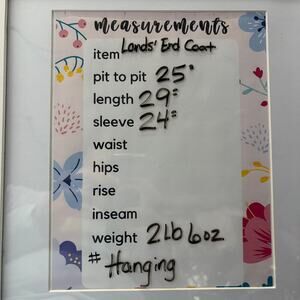 measurements
item Lands' End Coat
pit to pit 25"
length 29"
sleeve 24"
waist
hips
rise
inseam
weight 2lb 6oz
# Hanging